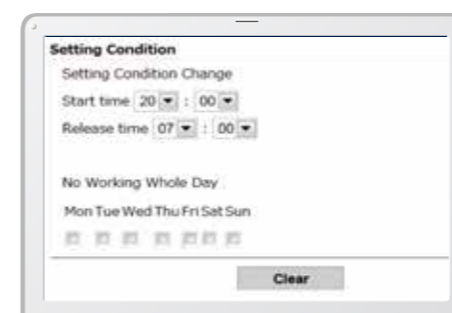 Setting Condition
Setting Condition Change
Start time 20 : 00
Release time 07 : 00
No Working Whole Day
Mon Tue Wed Thu Fri Sat Sun
Clear